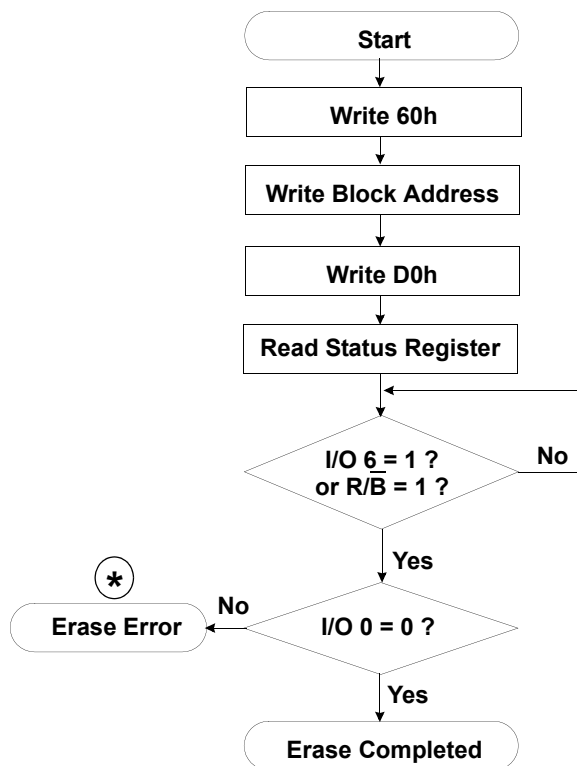 Start
Write 60h
Write Block Address
Write D0h
Read Status Register
I/O 6 = 1 ?
or R/B̅ = 1 ?
No
Yes
*
Erase Error
No
I/O 0 = 0 ?
Yes
Erase Completed